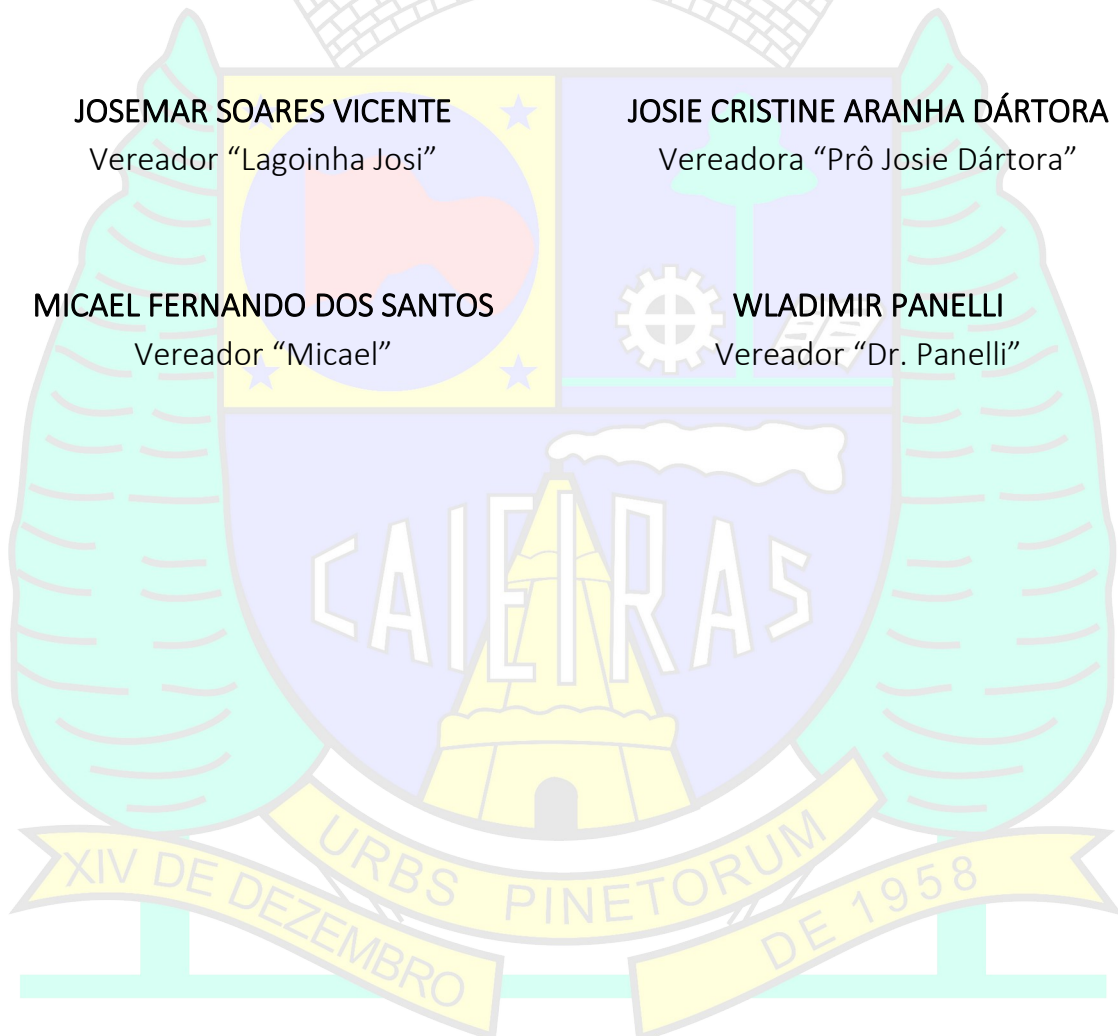 JOSEMAR SOARES VICENTE
Vereador “Lagoinha Josi”
JOSIE CRISTINE ARANHA DÁRTORA
Vereadora “Prô Josie Dártora”
MICAEL FERNANDO DOS SANTOS
Vereador “Micael”
WLADIMIR PANELLI
Vereador “Dr. Panelli”
CAIEIRAS
URBS PINETORUM
XIV DE DEZEMBRO DE 1958